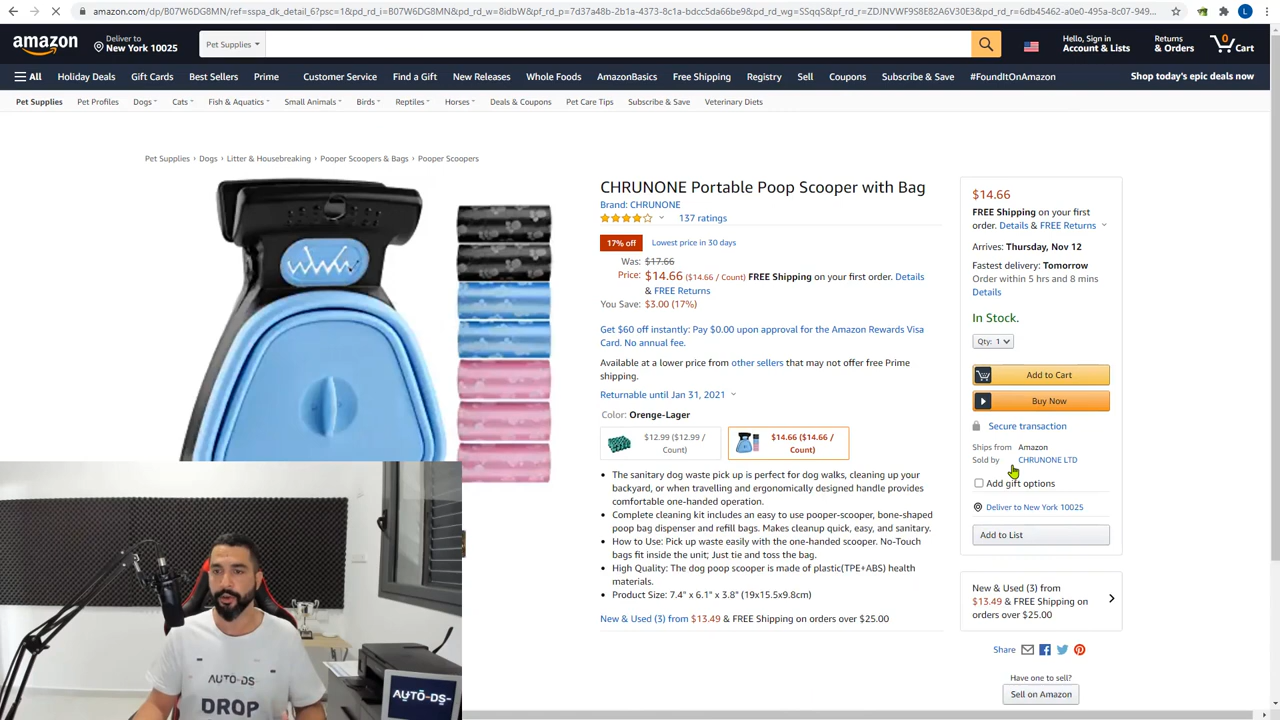 amazon.com/dp/B07W6DG8MN/ref=sspa_dk_detail_6?psc=1&pd_rd_i=B07W6DG8MN&pd_rd_w=8idbW&pf_rd_p=7d37a48b-2b1a-4373-8c1a-bdcc5da66be9&pd_rd_wg=SSqqS&pf_rd_r=ZDJNVWF9S8E82A6V30E3&pd_rd_r=6db45462-a0e0-495a-8c07-949...
amazon
Deliver to
New York 10025
Pet Supplies
Hello, Sign in
Account & Lists
Returns
& Orders
0
Cart
All
Holiday Deals
Gift Cards
Best Sellers
Prime
Customer Service
Find a Gift
New Releases
Whole Foods
AmazonBasics
Free Shipping
Registry
Sell
Coupons
Subscribe & Save
#FoundItOnAmazon
Shop today's epic deals now
Pet Supplies
Pet Profiles
Dogs
Cats
Fish & Aquatics
Small Animals
Birds
Reptiles
Horses
Deals & Coupons
Pet Care Tips
Subscribe & Save
Veterinary Diets
Pet Supplies › Dogs › Litter & Housebreaking › Pooper Scoopers & Bags › Pooper Scoopers
CHRUNONE Portable Poop Scooper with Bag
Brand: CHRUNONE
137 ratings
17% off
Lowest price in 30 days
Was: $17.66
Price: $14.66 ($14.66 / Count) FREE Shipping on your first order. Details
& FREE Returns
You Save: $3.00 (17%)
Get $60 off instantly: Pay $0.00 upon approval for the Amazon Rewards Visa
Card. No annual fee.
Available at a lower price from other sellers that may not offer free Prime
shipping.
Returnable until Jan 31, 2021
Color: Orenge-Lager
$12.99 ($12.99 /
Count)
$14.66 ($14.66 /
Count)
• The sanitary dog waste pick up is perfect for dog walks, cleaning up your
backyard, or when travelling and ergonomically designed handle provides
comfortable one-handed operation.
• Complete cleaning kit includes an easy to use pooper-scooper, bone-shaped
poop bag dispenser and refill bags. Makes cleanup quick, easy, and sanitary.
• How to Use: Pick up waste easily with the one-handed scooper. No-Touch
bags fit inside the unit; Just tie and toss the bag.
• High Quality: The dog poop scooper is made of plastic(TPE+ABS) health
materials.
• Product Size: 7.4" x 6.1" x 3.8" (19x15.5x9.8cm)
New & Used (3) from $13.49 & FREE Shipping on orders over $25.00
$14.66
FREE Shipping on your first
order. Details & FREE Returns
Arrives: Thursday, Nov 12
Fastest delivery: Tomorrow
Order within 5 hrs and 8 mins
Details
In Stock.
Qty: 1
Add to Cart
Buy Now
Secure transaction
Ships from Amazon
Sold by CHRUNONE LTD
Add gift options
Deliver to New York 10025
Add to List
New & Used (3) from
$13.49 & FREE Shipping on
orders over $25.00
Share
Have one to sell?
Sell on Amazon
AUTO-DS
DROP
AUTO-DS